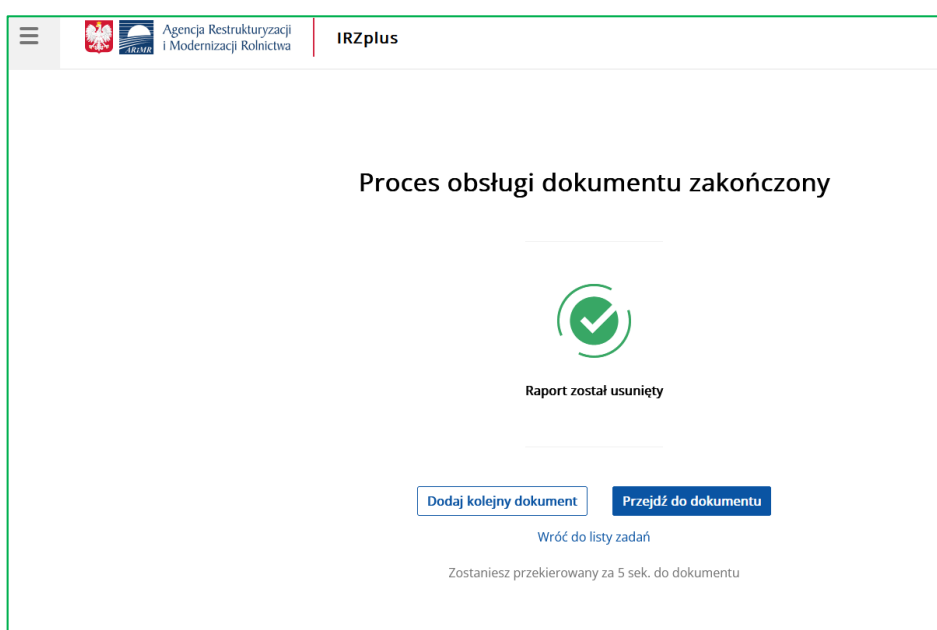 Agencja Restrukturyzacji
i Modernizacji Rolnictwa
ARiMR
IRZplus
Proces obsługi dokumentu zakończony
Raport został usunięty
Dodaj kolejny dokument
Przejdź do dokumentu
Wróć do listy zadań
Zostaniesz przekierowany za 5 sek. do dokumentu